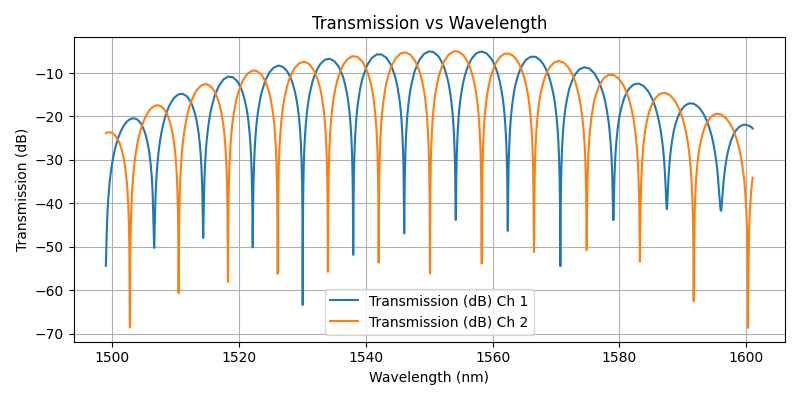 Transmission vs Wavelength
Transmission (dB)
−10
−20
−30
−40
−50
−60
−70
Transmission (dB) Ch 1
Transmission (dB) Ch 2
1500
1520
1540
1560
1580
1600
Wavelength (nm)